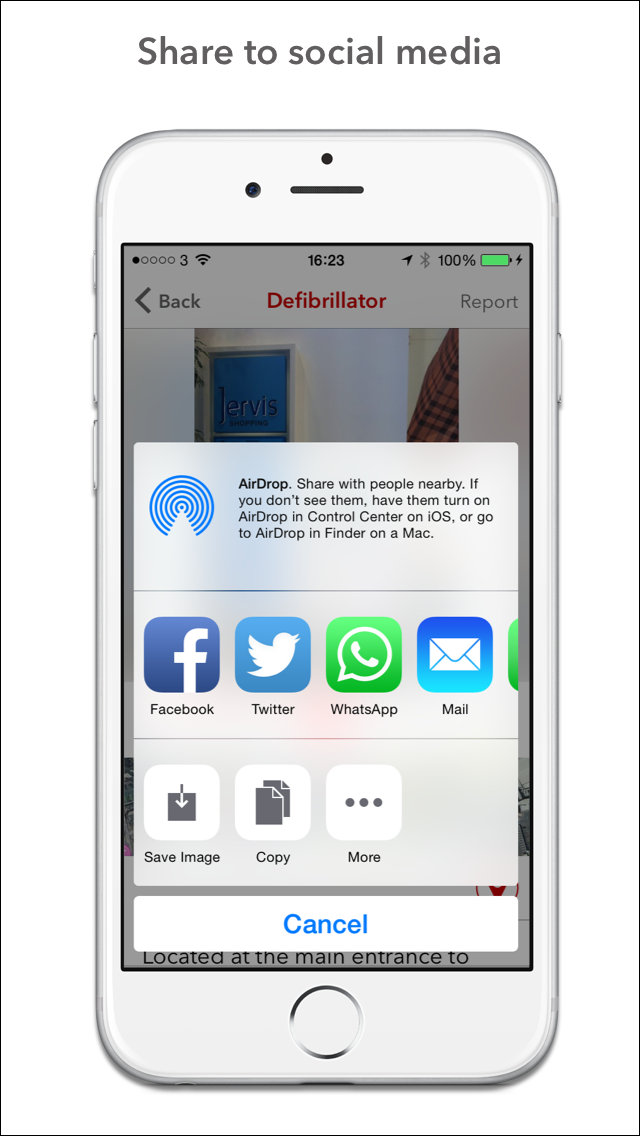 Share to social media
3 16:23 100%
Back Defibrillator Report
Jervis
SHOPPING
AirDrop. Share with people nearby. If
you don’t see them, have them turn on
AirDrop in Control Center on iOS, or go
to AirDrop in Finder on a Mac.
Facebook Twitter WhatsApp Mail
Save Image Copy More
Cancel
Located at the main entrance to